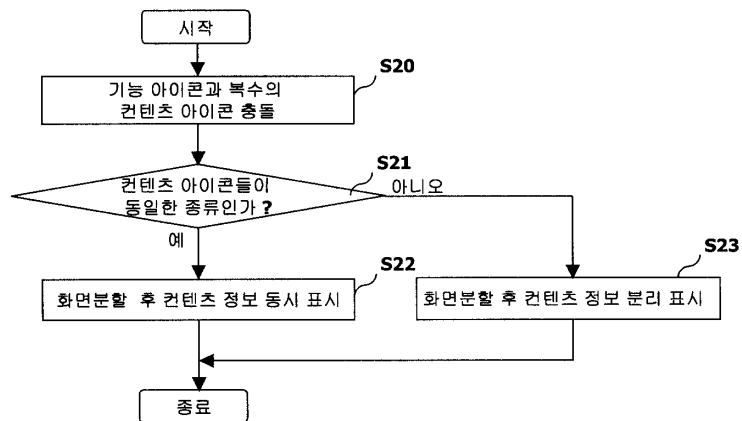 시작
S20
기능 아이콘과 복수의
컨텐츠 아이콘 충돌
S21
컨텐츠 아이콘들이
동일한 종류인가 ?
아니오
예
S22
화면분할 후 컨텐츠 정보 동시 표시
S23
화면분할 후 컨텐츠 정보 분리 표시
종료